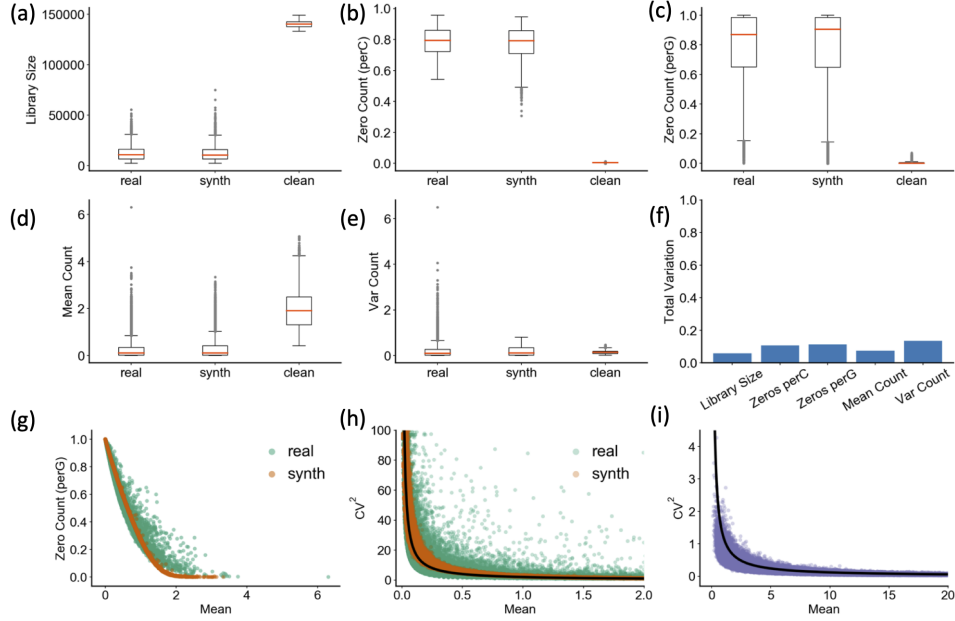 (a)
150000
100000
50000
0
Library Size
real synth clean
(b)
1.0
0.8
0.6
0.4
0.2
0.0
Zero Count (perC)
real synth clean
(c)
1.0
0.8
0.6
0.4
0.2
0.0
Zero Count (perG)
real synth clean
(d)
6
4
2
0
Mean Count
real synth clean
(e)
6
4
2
0
Var Count
real synth clean
(f)
1.0
0.8
0.6
0.4
0.2
0.0
Total Variation
Library Size Zeros perC Zeros perG Mean Count Var Count
(g)
1.0
0.8
0.6
0.4
0.2
0.0
Zero Count (perG)
real
synth
0 2 4 6
Mean
(h)
100
80
60
40
20
0
CV²
real
synth
0.0 0.5 1.0 1.5 2.0
Mean
(i)
4
3
2
1
0
CV²
0 5 10 15 20
Mean